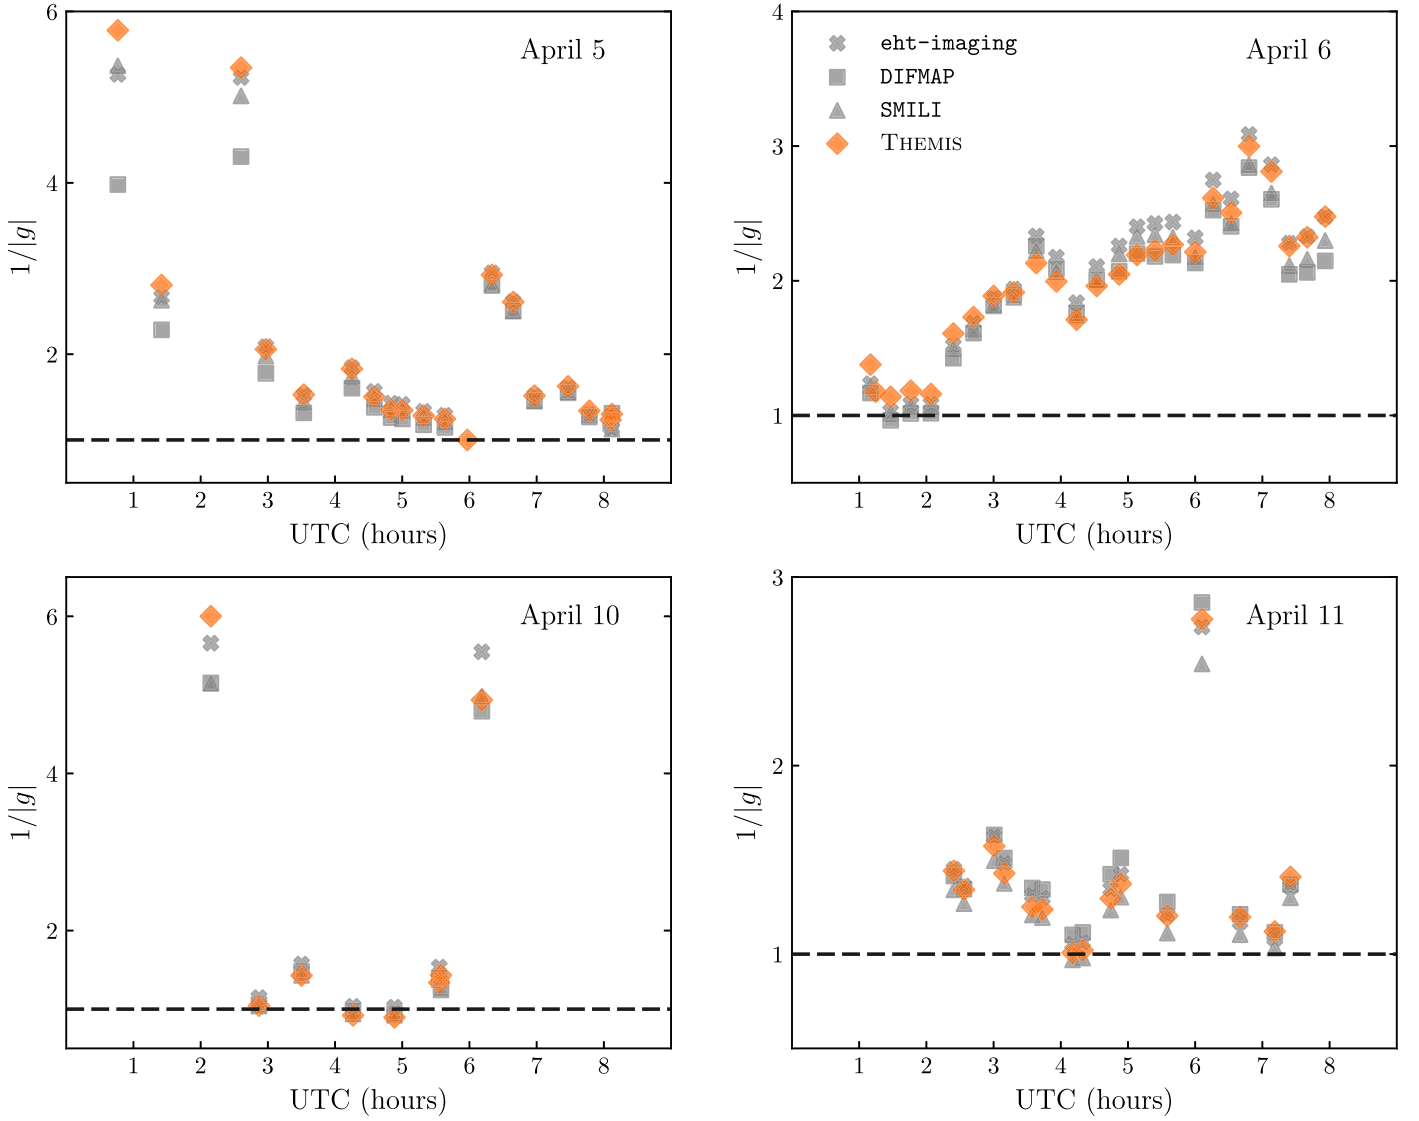 April 5
6
4
2
1/|g|
1 2 3 4 5 6 7 8
UTC (hours)
April 6
eht-imaging
DIFMAP
SMILI
THEMIS
4
3
2
1
1/|g|
1 2 3 4 5 6 7 8
UTC (hours)
April 10
6
4
2
1/|g|
1 2 3 4 5 6 7 8
UTC (hours)
April 11
3
2
1
1/|g|
1 2 3 4 5 6 7 8
UTC (hours)